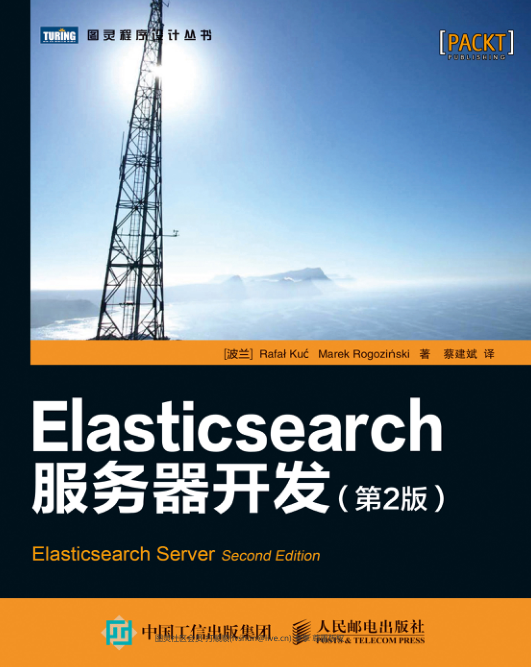 TURING 图灵程序设计丛书
[PACKT]
PUBLISHING
[波兰] Rafał Kuć Marek Rogoziński 著 蔡建斌 译
Elasticsearch
服务器开发(第2版)
Elasticsearch Server Second Edition
中国工信出版集团 人民邮电出版社
POSTS & TELECOM PRESS